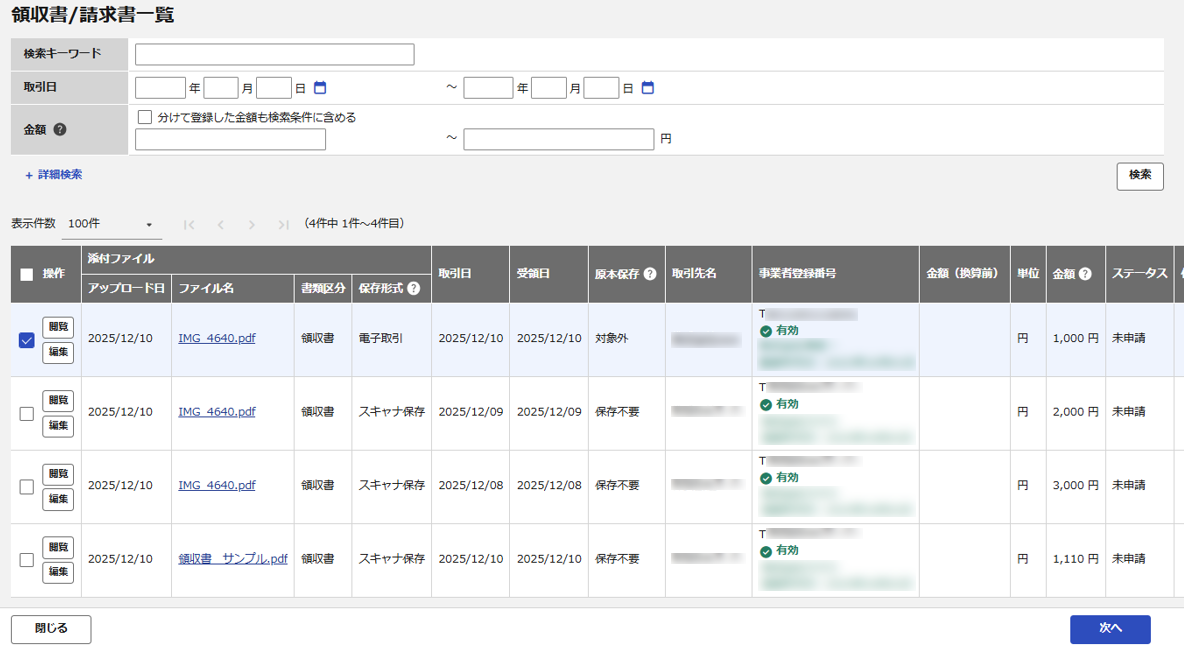 領収書/請求書一覧
検索キーワード
取引日 年 月 日 ～ 年 月 日
金額 ? 分けて登録した金額も検索条件に含める
～ 円
+ 詳細検索
検索
表示件数 100件 (4件中 1件～4件目)
操作 添付ファイル 取引日 受領日 原本保存 ? 取引先名 事業者登録番号 金額（換算前） 単位 金額 ? ステータス
アップロード日 ファイル名 書類区分 保存形式 ?
閲覧 編集 2025/12/10 IMG_4640.pdf 領収書 電子取引 2025/12/10 2025/12/10 対象外 T 有効 円 1,000 円 未申請
閲覧 編集 2025/12/10 IMG_4640.pdf 領収書 スキャナ保存 2025/12/09 2025/12/09 保存不要 T 有効 円 2,000 円 未申請
閲覧 編集 2025/12/10 IMG_4640.pdf 領収書 スキャナ保存 2025/12/08 2025/12/08 保存不要 T 有効 円 3,000 円 未申請
閲覧 編集 2025/12/10 領収書　サンプル.pdf 領収書 スキャナ保存 2025/12/10 2025/12/10 保存不要 T 有効 円 1,110 円 未申請
閉じる
次へ